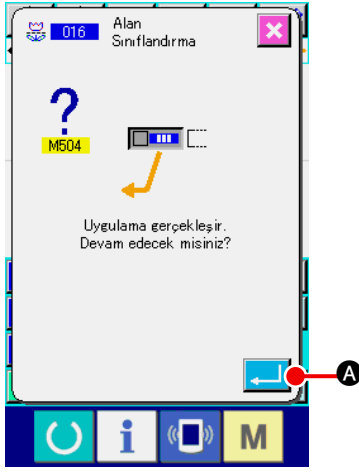 016
Alan
Sınıflandırma
?
M504
Uygulama gerçekleşir.
Devam edecek misiniz?
A
i
M